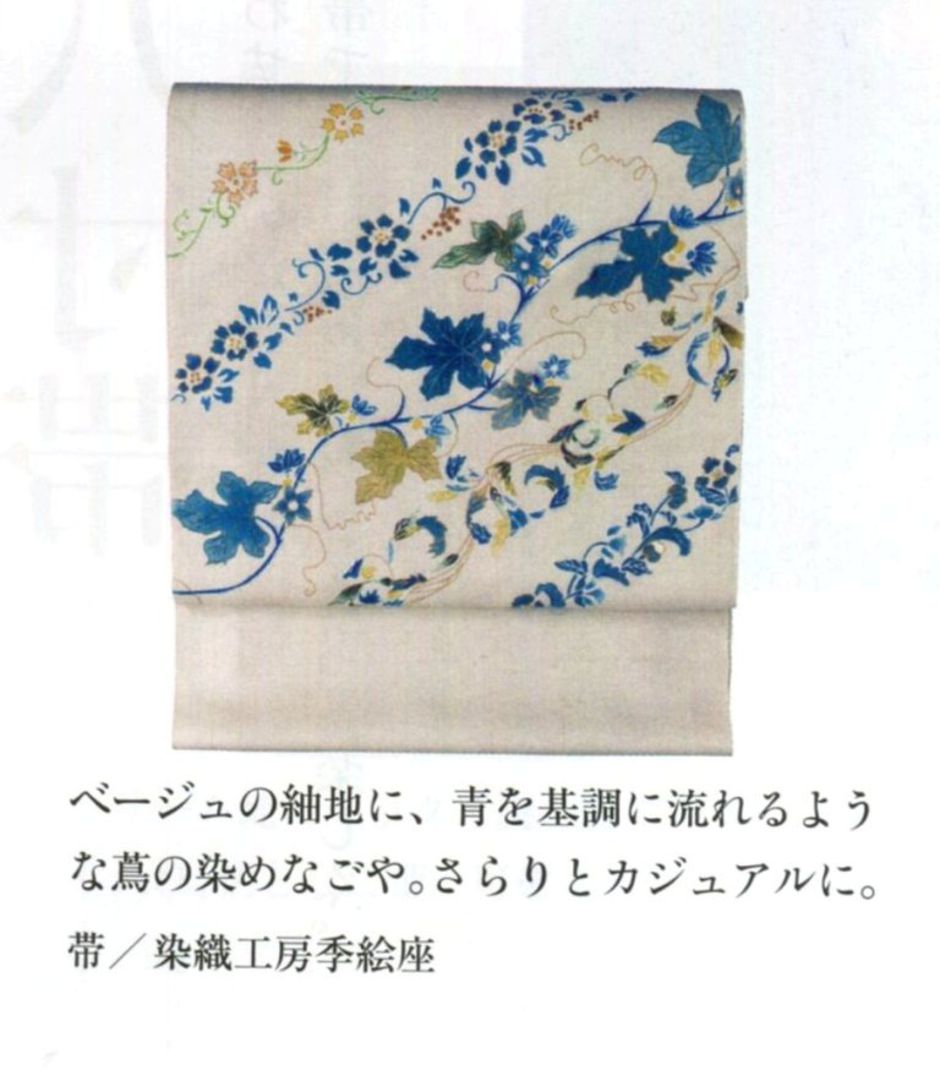 ベージュの紬地に、青を基調に流れるよう
な蔦の染めなごや。さらりとカジュアルに。
帯／染織工房季絵座